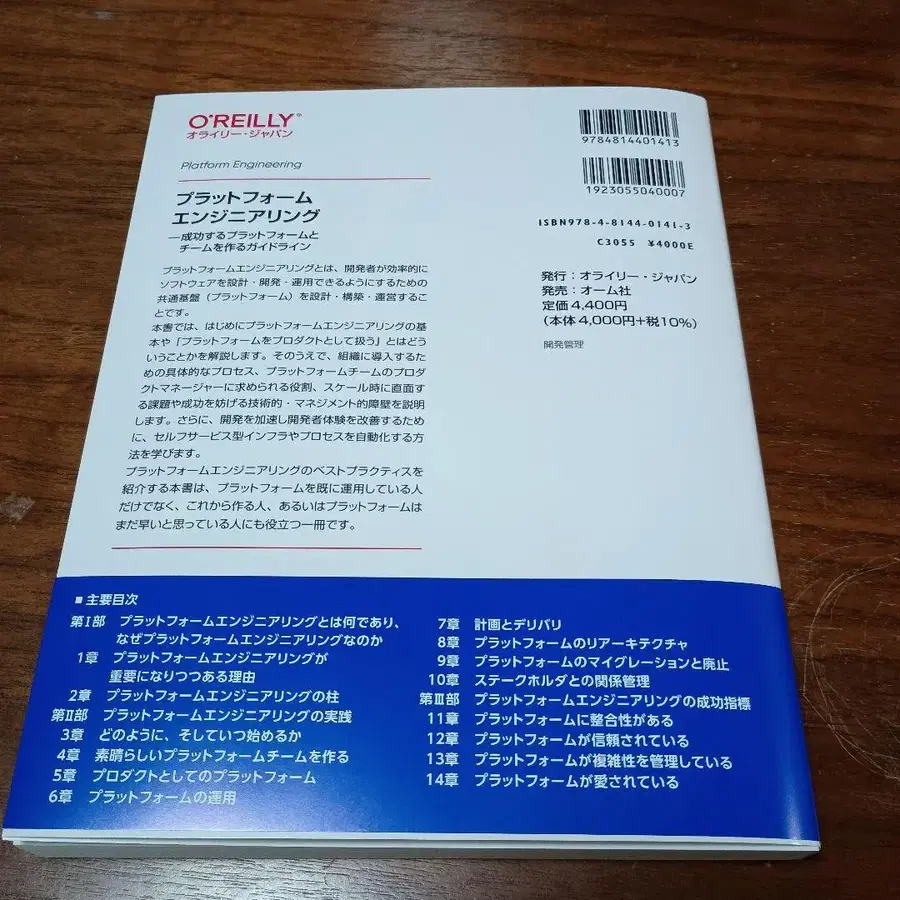 O'REILLY®
オライリー・ジャパン
Platform Engineering
プラットフォーム
エンジニアリング
―成功するプラットフォームと
チームを作るガイドライン
プラットフォームエンジニアリングとは、開発者が効率的に
ソフトウェアを設計・開発・運用できるようにするための
共通基盤（プラットフォーム）を設計・構築・運営するこ
とです。
本書では、はじめにプラットフォームエンジニアリングの基
本や「プラットフォームをプロダクトとして扱う」とはどう
いうことかを解説します。そのうえで、組織に導入するため
の具体的なプロセス、プラットフォームチームのプロダ
クトマネージャーに求められる役割、スケール時に直面す
る課題や成功を妨げる技術的・マネジメント的障壁を説明
します。さらに、開発を加速し開発者体験を改善するため
に、セルフサービス型インフラやプロセスを自動化する方
法を学びます。
プラットフォームエンジニアリングのベストプラクティスを
紹介する本書は、プラットフォームを既に運用している人
だけでなく、これから作る人、あるいはプラットフォームは
まだ早いと思っている人にも役立つ一冊です。
9784814401413
1923055040007
ISBN978-4-8144-0141-3
C3055 ¥4000E
発行：オライリー・ジャパン
発売：オーム社
定価4,400円
（本体4,000円+税10%）
開発管理
■ 主要目次
第Ⅰ部 プラットフォームエンジニアリングとは何であり、
なぜプラットフォームエンジニアリングなのか
1章 プラットフォームエンジニアリングが
重要になりつつある理由
2章 プラットフォームエンジニアリングの柱
第Ⅱ部 プラットフォームエンジニアリングの実践
3章 どのように、そしていつ始めるか
4章 素晴らしいプラットフォームチームを作る
5章 プロダクトとしてのプラットフォーム
6章 プラットフォームの運用
7章 計画とデリバリ
8章 プラットフォームのリアーキテクチャ
9章 プラットフォームのマイグレーションと廃止
10章 ステークホルダとの関係管理
第Ⅲ部 プラットフォームエンジニアリングの成功指標
11章 プラットフォームに整合性がある
12章 プラットフォームが信頼されている
13章 プラットフォームが複雑性を管理している
14章 プラットフォームが愛されている